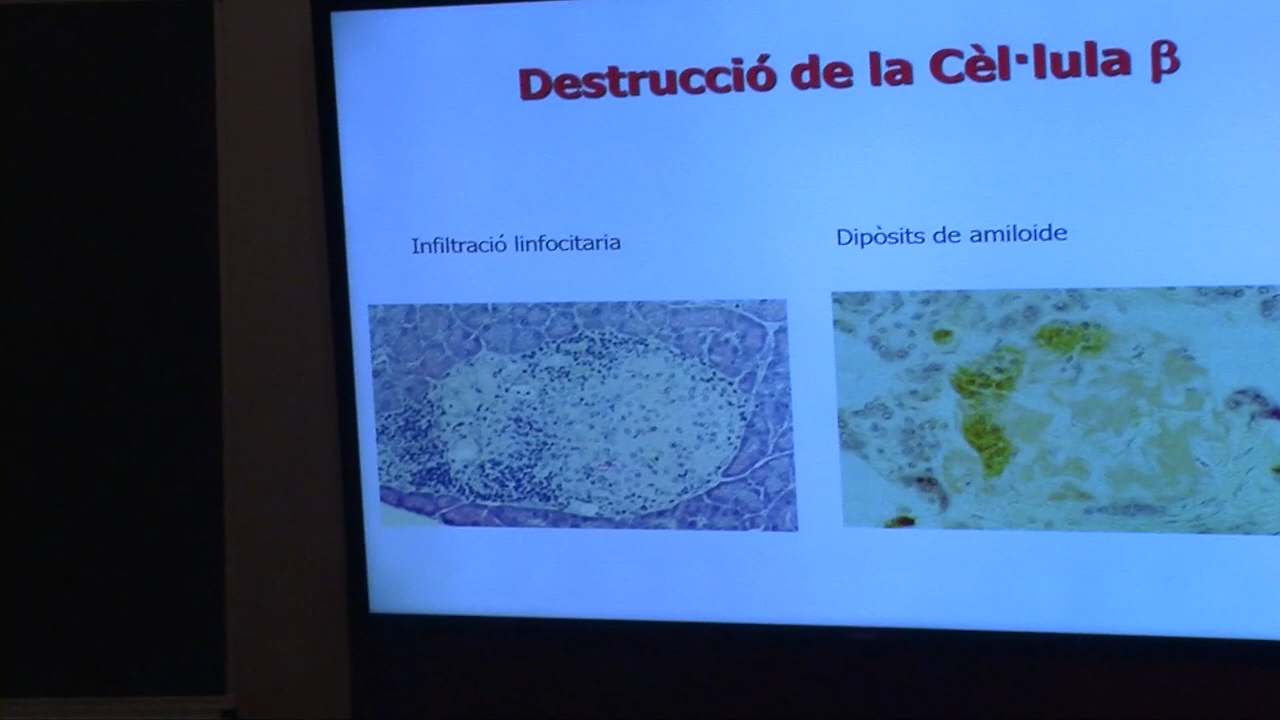 Destrucció de la Cèl·lula β
Infiltració linfocitaria
Dipòsits de amiloide